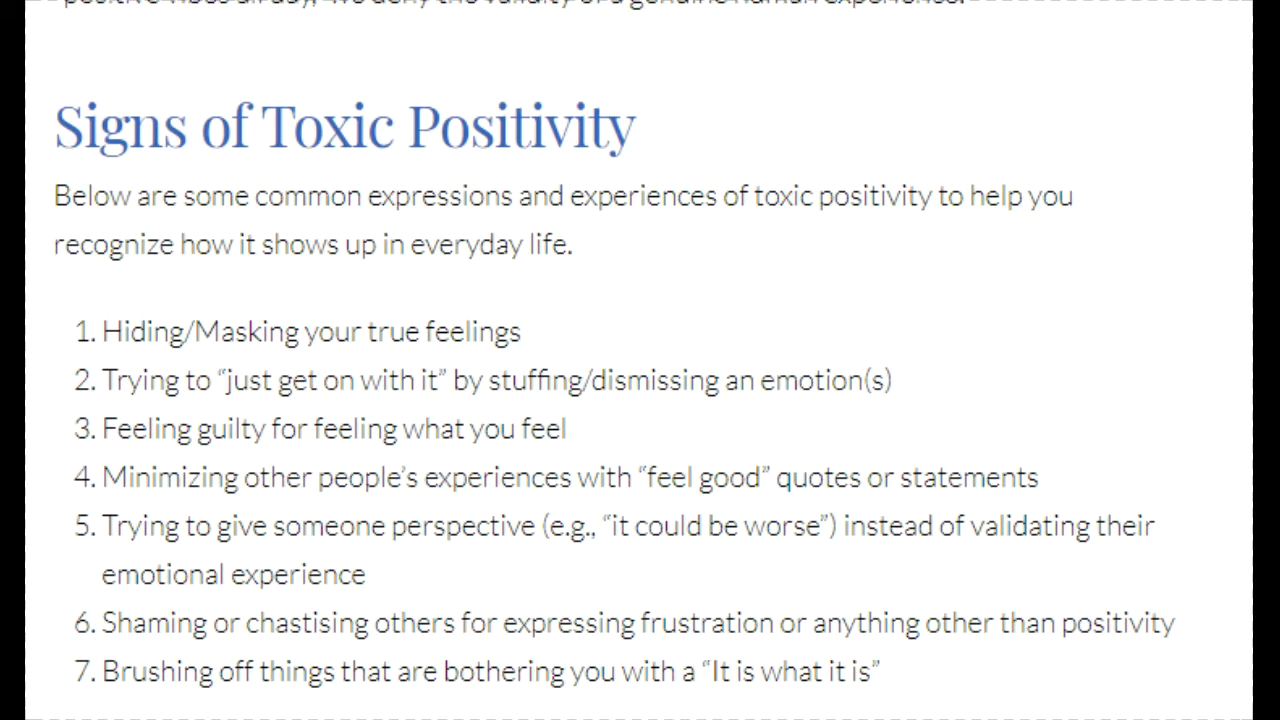 Signs of Toxic Positivity
Below are some common expressions and experiences of toxic positivity to help you
recognize how it shows up in everyday life.
1. Hiding/Masking your true feelings
2. Trying to “just get on with it” by stuffing/dismissing an emotion(s)
3. Feeling guilty for feeling what you feel
4. Minimizing other people’s experiences with “feel good” quotes or statements
5. Trying to give someone perspective (e.g., “it could be worse”) instead of validating their
emotional experience
6. Shaming or chastising others for expressing frustration or anything other than positivity
7. Brushing off things that are bothering you with a “It is what it is”